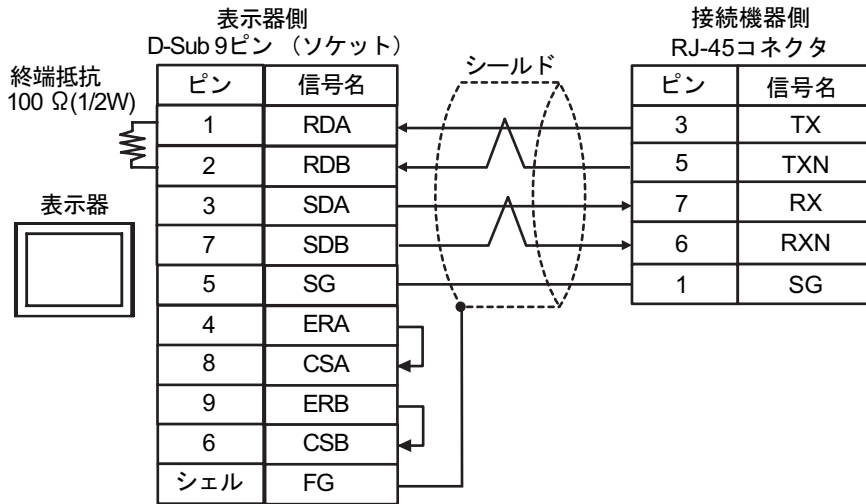 表示器側
D-Sub 9ピン （ソケット）
接続機器側
RJ-45コネクタ
終端抵抗
100 Ω(1/2W)
シールド
表示器
ピン 信号名
1 RDA
2 RDB
3 SDA
7 SDB
5 SG
4 ERA
8 CSA
9 ERB
6 CSB
シェル FG
ピン 信号名
3 TX
5 TXN
7 RX
6 RXN
1 SG